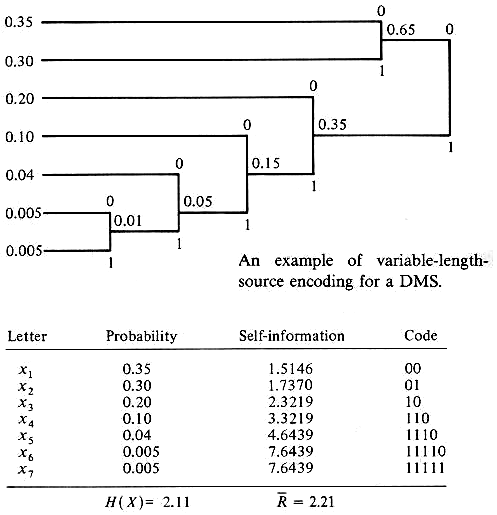 0
0.35
0.65
0
0.30
1
0
0.20
0
0.35
0.10
1
0
0.15
0.04
1
0
0.05
0.005
0.01
1
0.005
1
An example of variable-length-
source encoding for a DMS.
Letter Probability Self-information Code
x1 0.35 1.5146 00
x2 0.30 1.7370 01
x3 0.20 2.3219 10
x4 0.10 3.3219 110
x5 0.04 4.6439 1110
x6 0.005 7.6439 11110
x7 0.005 7.6439 11111
H(X)= 2.11 R̄ = 2.21